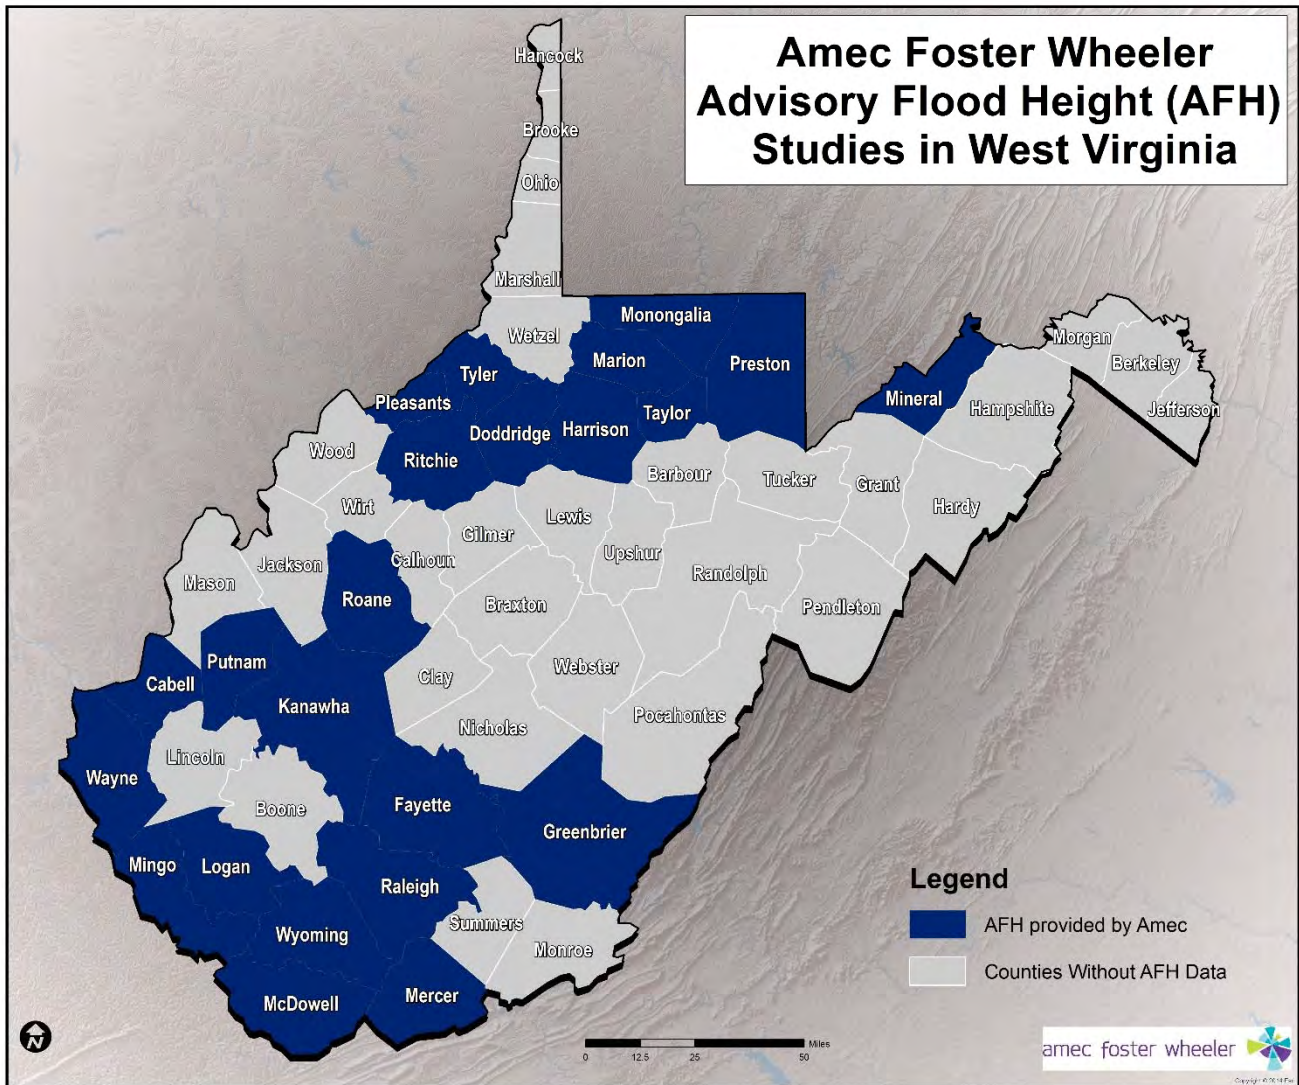 Amec Foster Wheeler
Advisory Flood Height (AFH)
Studies in West Virginia
Hancock
Brooke
Ohio
Marshall
Wetzel
Monongalia
Marion
Preston
Tyler
Pleasants
Doddridge
Harrison
Taylor
Ritchie
Mineral
Morgan
Berkeley
Jefferson
Hampshite
Wood
Wirt
Barbour
Tucker
Grant
Hardy
Lewis
Gilmer
Calhoun
Upshur
Jackson
Mason
Roane
Braxton
Randolph
Pendleton
Putnam
Cabell
Kanawha
Clay
Webster
Nicholas
Pocahontas
Lincoln
Wayne
Boone
Fayette
Greenbrier
Mingo
Logan
Raleigh
Summers
Monroe
Wyoming
McDowell
Mercer
Legend
AFH provided by Amec
Counties Without AFH Data
N
Miles
0 12.5 25 50
amec foster wheeler
Copyright © 2014 Esri